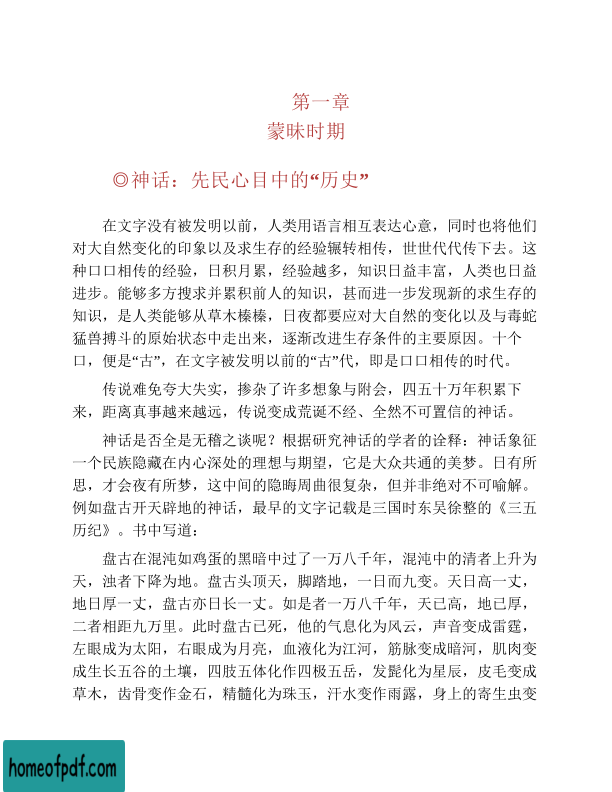 第一章
蒙昧时期
◎神话：先民心目中的“历史”
在文字没有被发明以前，人类用语言相互表达心意，同时也将他们
对大自然变化的印象以及求生存的经验辗转相传，世世代代传下去。这
种口口相传的经验，日积月累，经验越多，知识日益丰富，人类也日益
进步。能够多方搜求并累积前人的知识，甚而进一步发现新的求生存的
知识，是人类能够从草木榛榛，日夜都要应对大自然的变化以及与毒蛇
猛兽搏斗的原始状态中走出来，逐渐改进生存条件的主要原因。十个
口，便是“古”，在文字被发明以前的“古”代，即是口口相传的时代。
传说难免夸大失实，掺杂了许多想象与附会，四五十万年积累下
来，距离真事越来越远，传说变成荒诞不经、全然不可置信的神话。
神话是否全是无稽之谈呢？根据研究神话的学者的诠释：神话象征
一个民族隐藏在内心深处的理想与期望，它是大众共通的美梦。日有所
思，才会夜有所梦，这中间的隐晦周曲很复杂，但并非绝对不可喻解。
例如盘古开天辟地的神话，最早的文字记载是三国时东吴徐整的《三五
历纪》。书中写道：
盘古在混沌如鸡蛋的黑暗中过了一万八千年，混沌中的清者上升为
天，浊者下降为地。盘古头顶天，脚踏地，一日而九变。天日高一丈，
地日厚一丈，盘古亦日长一丈。如是者一万八千年，天已高，地已厚，
二者相距九万里。此时盘古已死，他的气息化为风云，声音变成雷霆，
左眼成为太阳，右眼成为月亮，血液化为江河，筋脉变成暗河，肌肉变
成生长五谷的土壤，四肢五体化作四极五岳，发髭化为星辰，皮毛变成
草木，齿骨变作金石，精髓化为珠玉，汗水变作雨露，身上的寄生虫变
homeofpdf.com